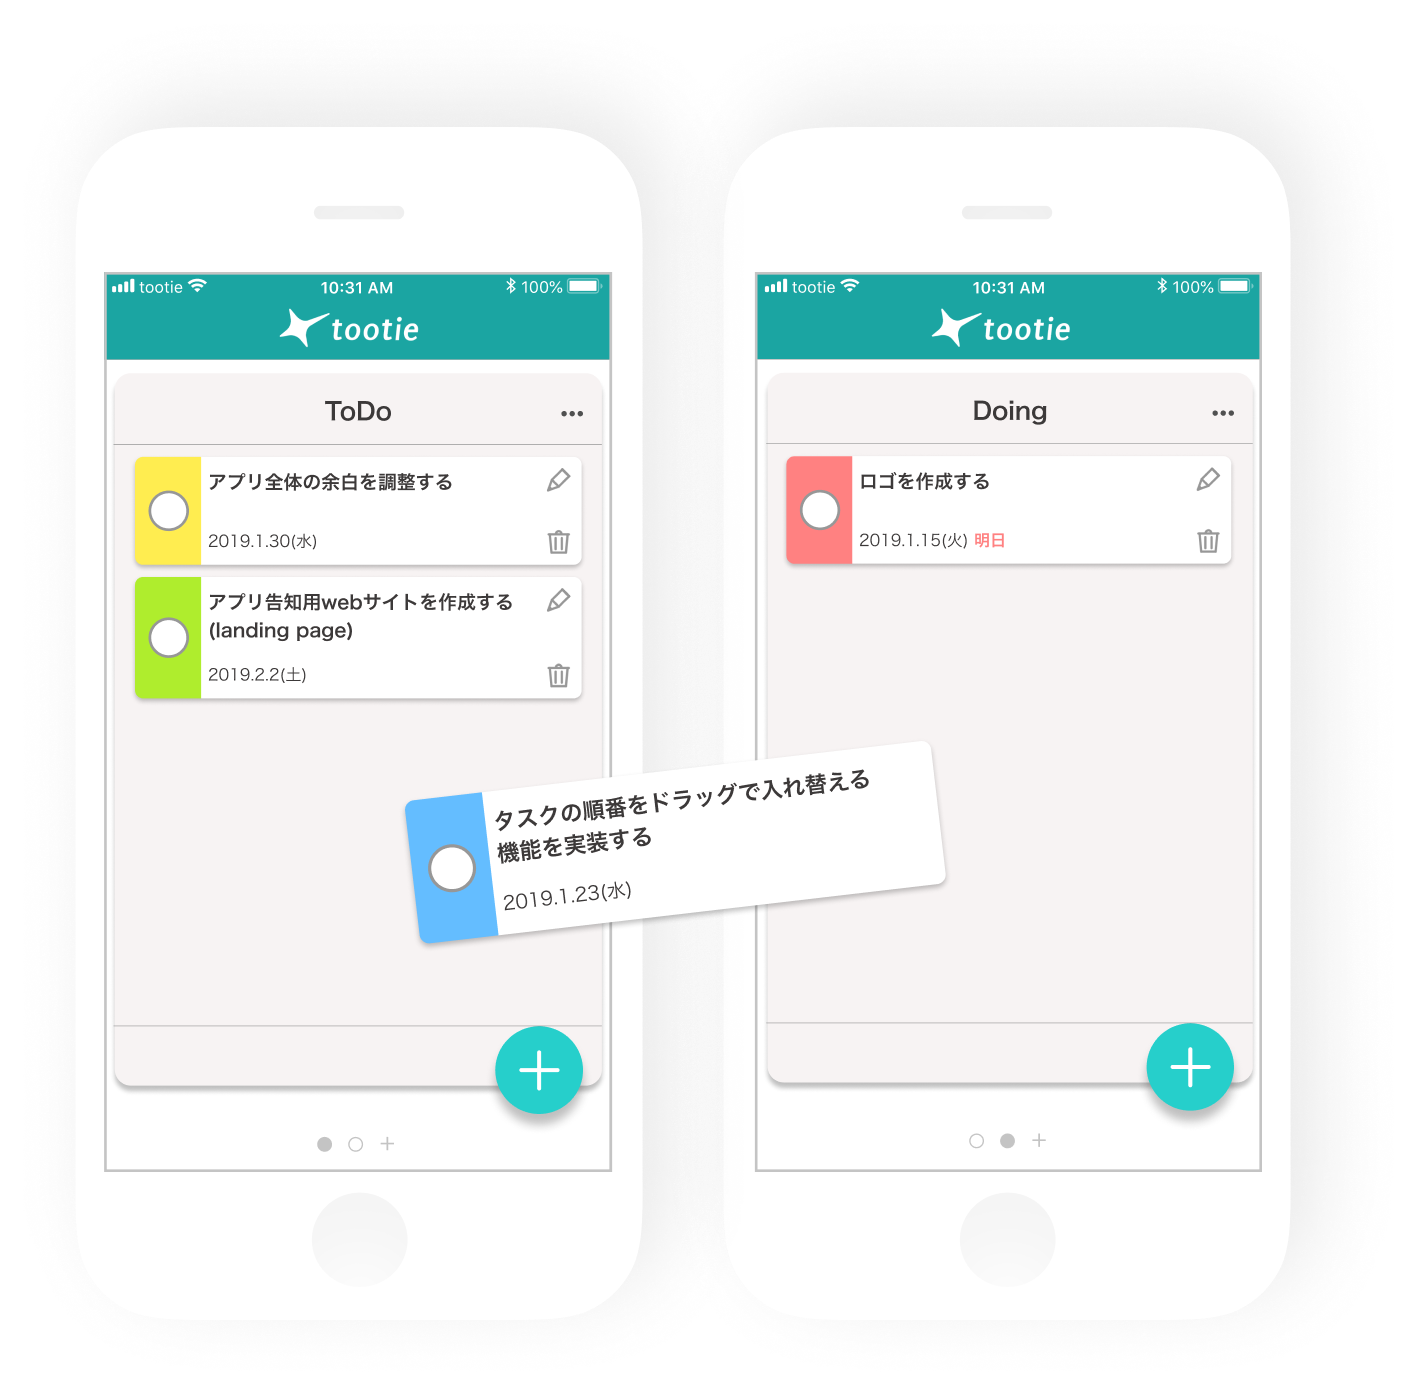 tootie
10:31 AM
100%
tootie
ToDo
アプリ全体の余白を調整する
2019.1.30(水)
アプリ告知用webサイトを作成する
(landing page)
2019.2.2(土)
タスクの順番をドラッグで入れ替える
機能を実装する
2019.1.23(水)
tootie
10:31 AM
100%
tootie
Doing
ロゴを作成する
2019.1.15(火) 明日